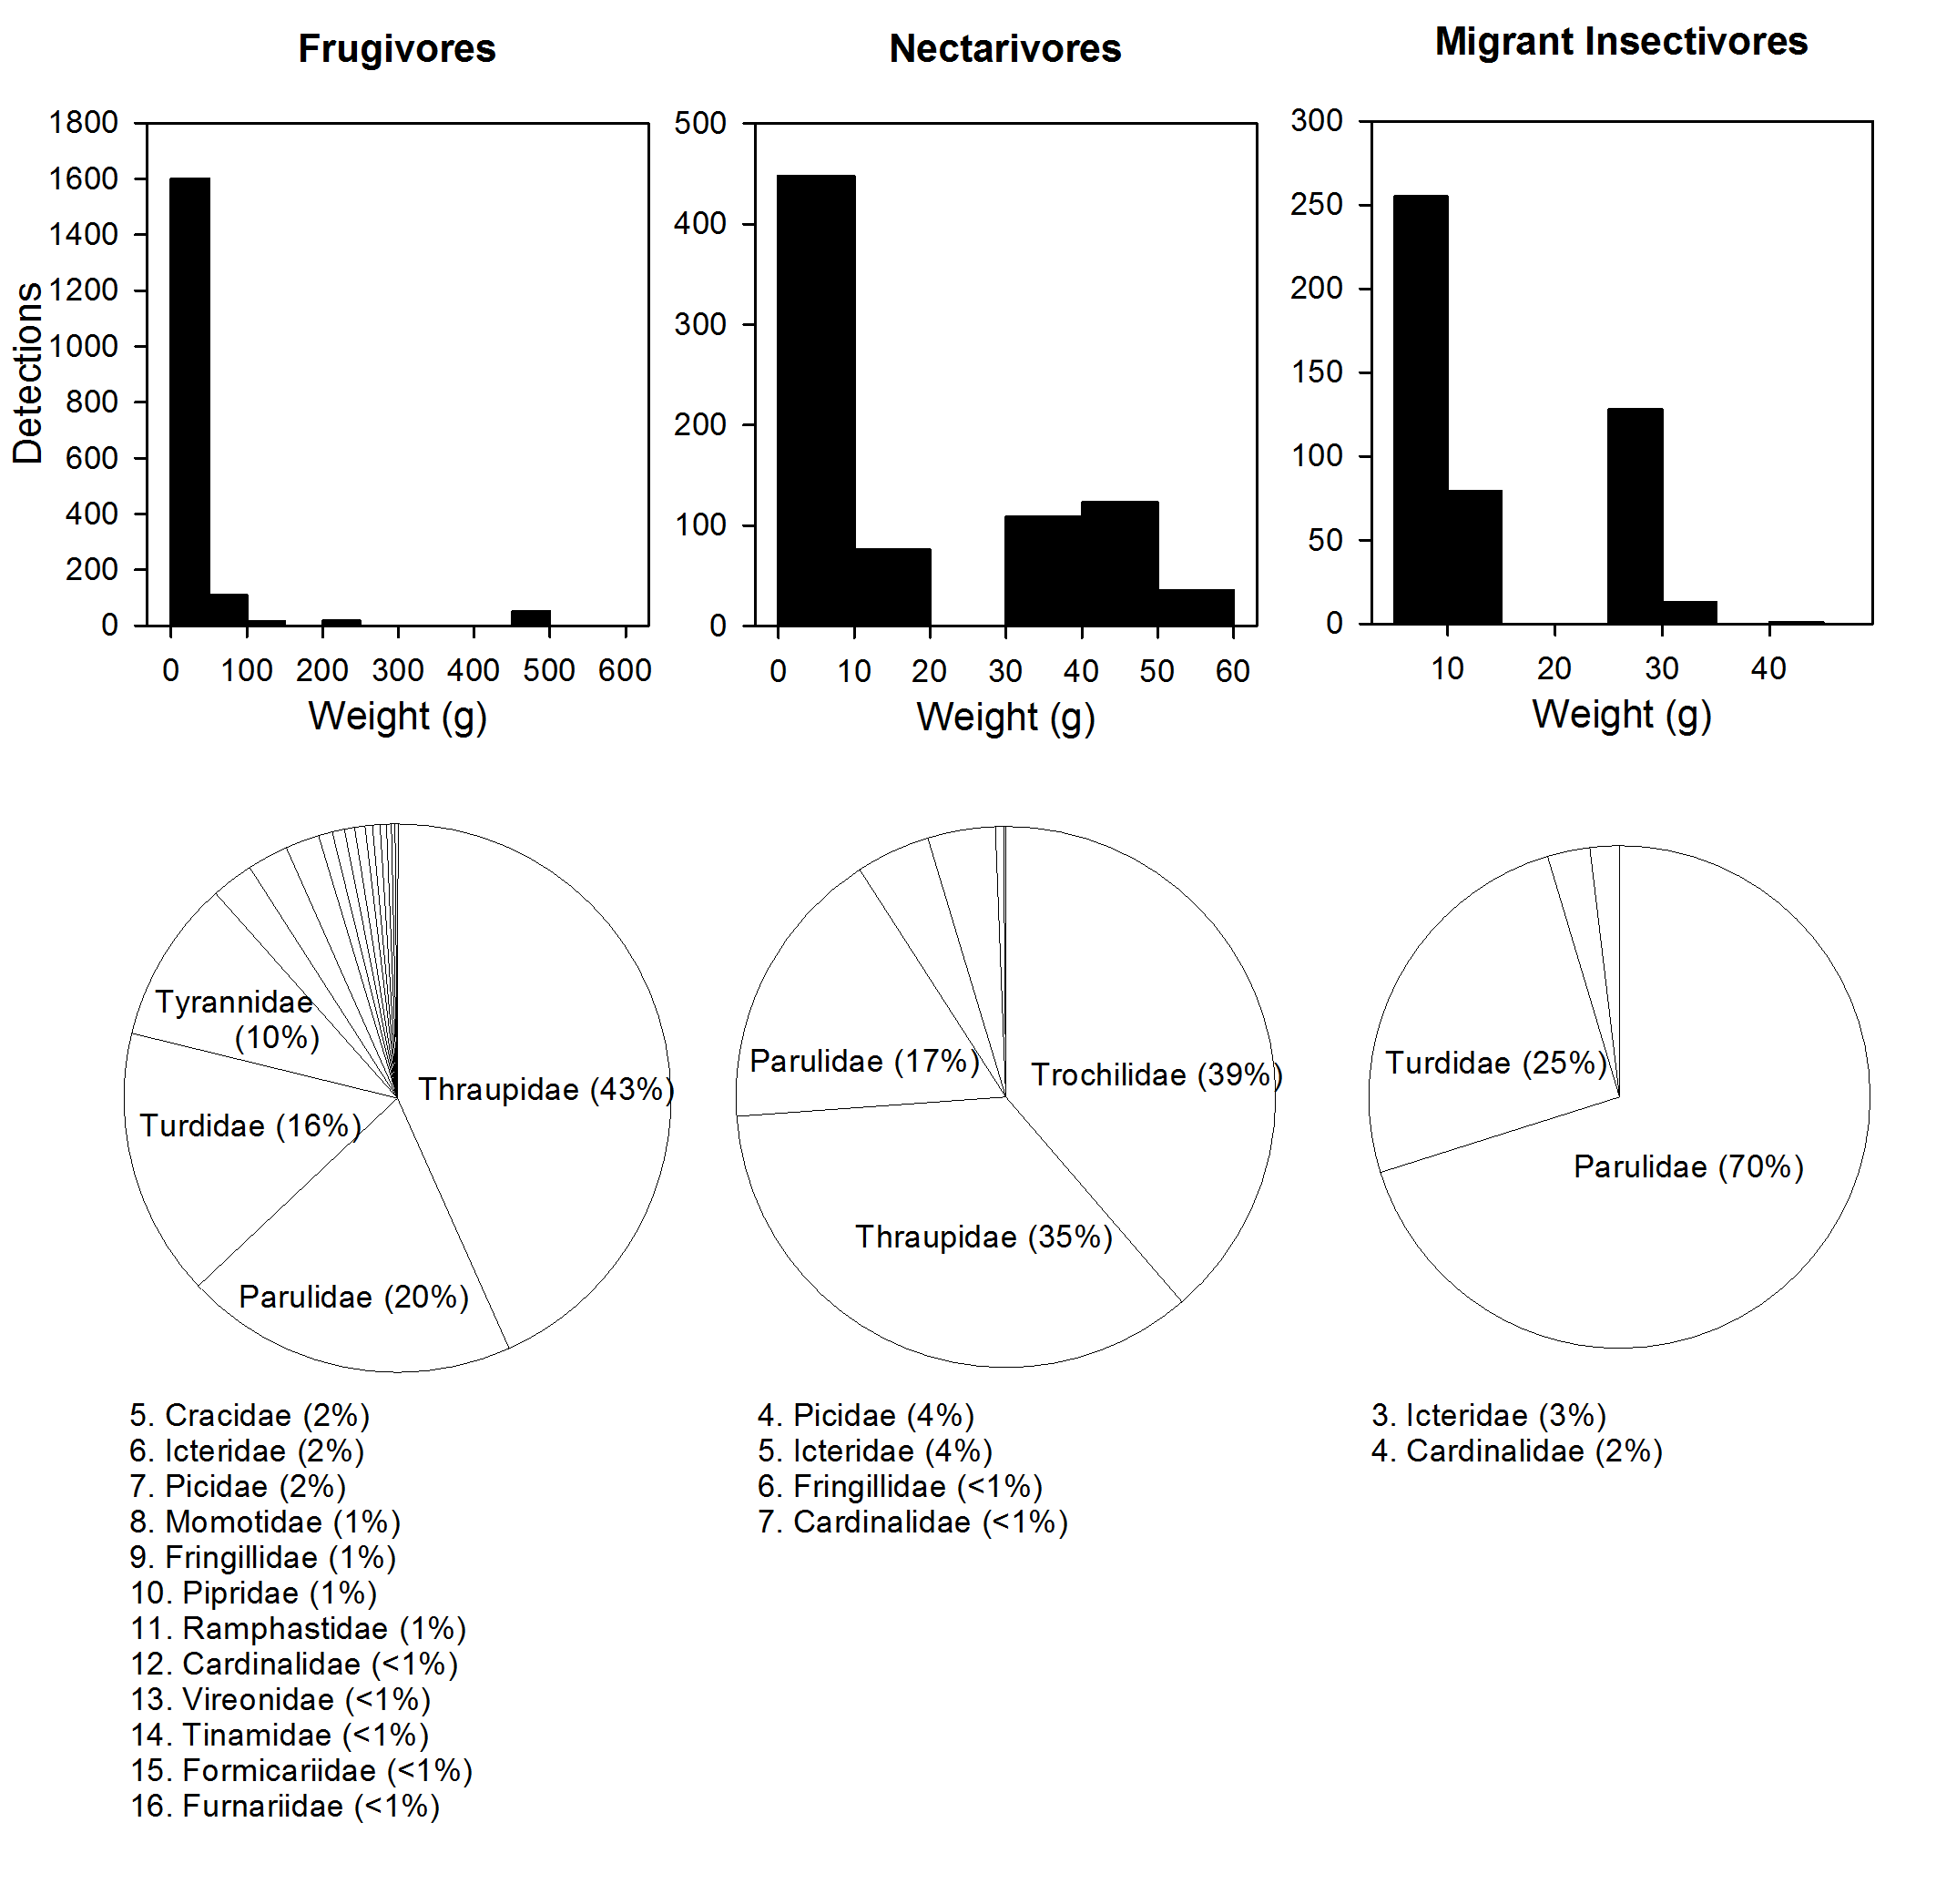 Frugivores
Nectarivores
Migrant Insectivores
Detections
1800
1600
1400
1200
1000
800
600
400
200
0
0 100 200 300 400 500 600
Weight (g)
500
400
300
200
100
0
0 10 20 30 40 50 60
Weight (g)
300
250
200
150
100
50
0
10 20 30 40
Weight (g)
Tyrannidae
(10%)
Thraupidae (43%)
Turdidae (16%)
Parulidae (20%)
Parulidae (17%)
Trochilidae (39%)
Thraupidae (35%)
Turdidae (25%)
Parulidae (70%)
5. Cracidae (2%)
6. Icteridae (2%)
7. Picidae (2%)
8. Momotidae (1%)
9. Fringillidae (1%)
10. Pipridae (1%)
11. Ramphastidae (1%)
12. Cardinalidae (<1%)
13. Vireonidae (<1%)
14. Tinamidae (<1%)
15. Formicariidae (<1%)
16. Furnariidae (<1%)
4. Picidae (4%)
5. Icteridae (4%)
6. Fringillidae (<1%)
7. Cardinalidae (<1%)
3. Icteridae (3%)
4. Cardinalidae (2%)